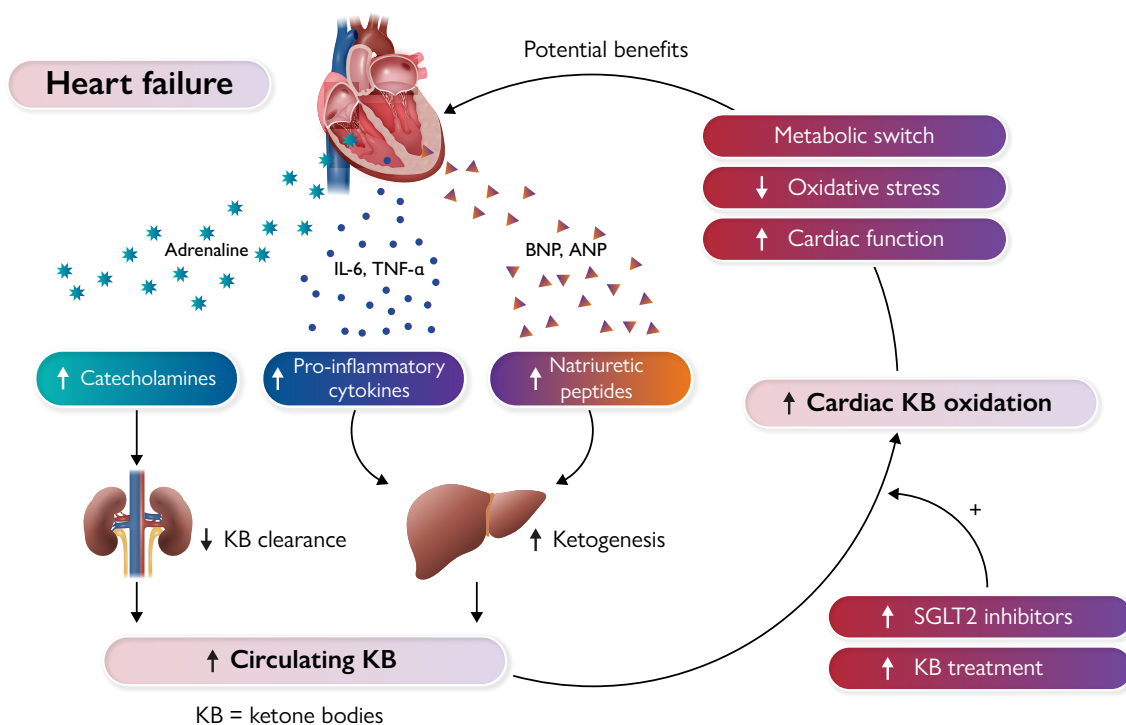 Potential benefits
Heart failure
Metabolic switch
↓ Oxidative stress
↑ Cardiac function
Adrenaline
IL-6, TNF-α
BNP, ANP
↑ Catecholamines
↑ Pro-inflammatory
cytokines
↑ Natriuretic
peptides
↑ Cardiac KB oxidation
+
↓ KB clearance
↑ Ketogenesis
↑ SGLT2 inhibitors
↑ KB treatment
↑ Circulating KB
KB = ketone bodies